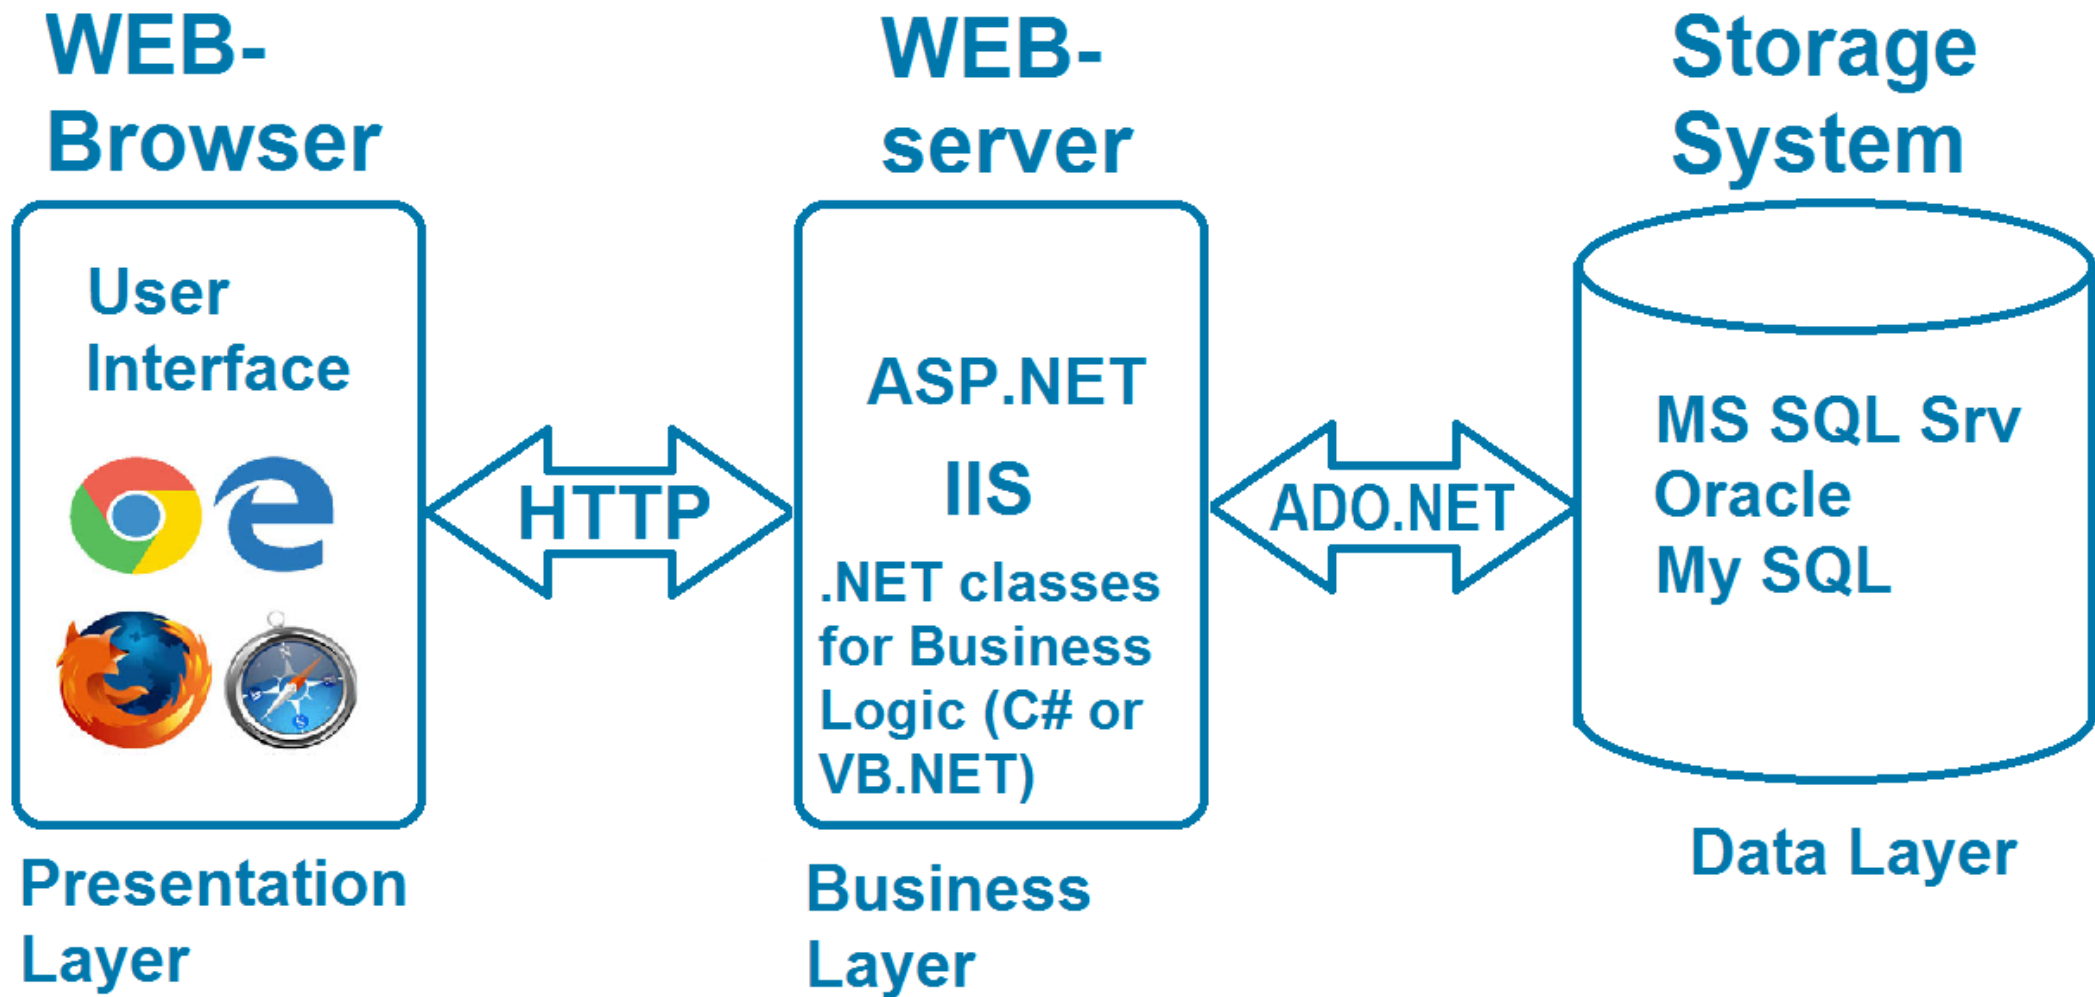 WEB-
Browser
User
Interface
Presentation
Layer
HTTP
WEB-
server
ASP.NET
IIS
.NET classes
for Business
Logic (C# or
VB.NET)
Business
Layer
ADO.NET
Storage
System
MS SQL Srv
Oracle
My SQL
Data Layer